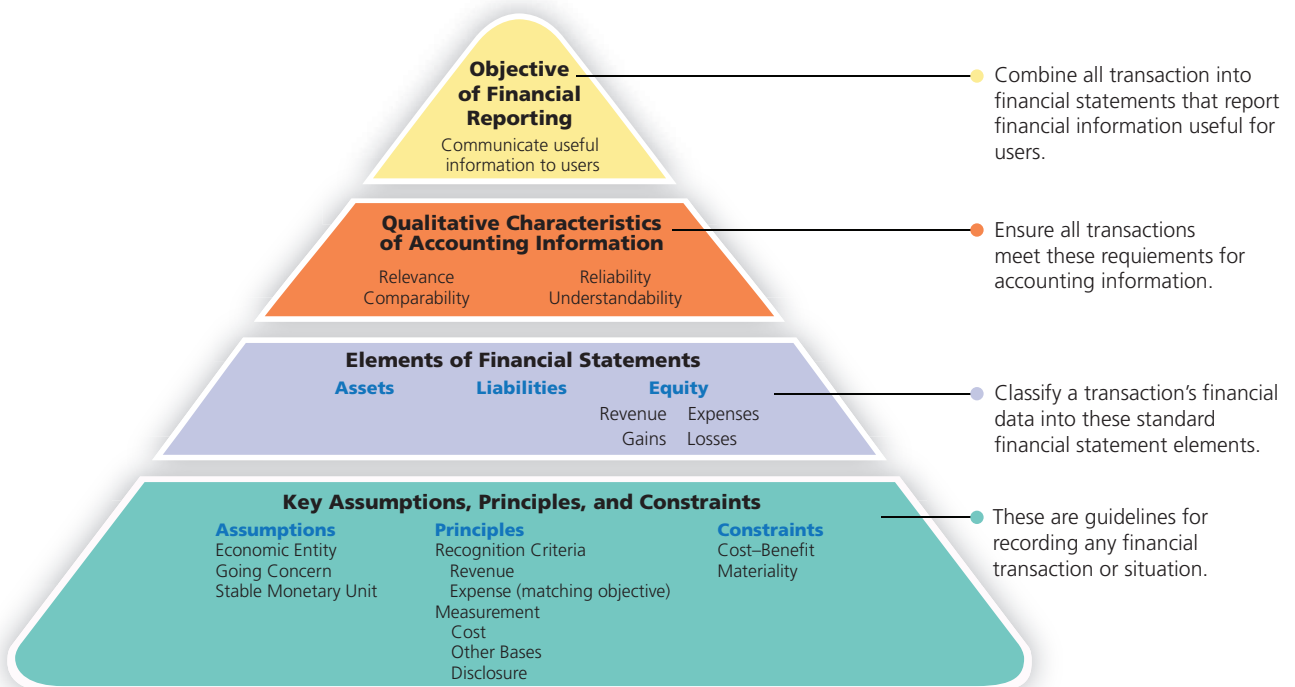 Objective
of Financial
Reporting
Communicate useful
information to users
Combine all transaction into
financial statements that report
financial information useful for
users.
Qualitative Characteristics
of Accounting Information
Relevance Reliability
Comparability Understandability
Ensure all transactions
meet these requiements for
accounting information.
Elements of Financial Statements
Assets Liabilities Equity
Revenue Expenses
Gains Losses
Classify a transaction’s financial
data into these standard
financial statement elements.
Key Assumptions, Principles, and Constraints
Assumptions
Economic Entity
Going Concern
Stable Monetary Unit
Principles
Recognition Criteria
Revenue
Expense (matching objective)
Measurement
Cost
Other Bases
Disclosure
Constraints
Cost–Benefit
Materiality
These are guidelines for
recording any financial
transaction or situation.